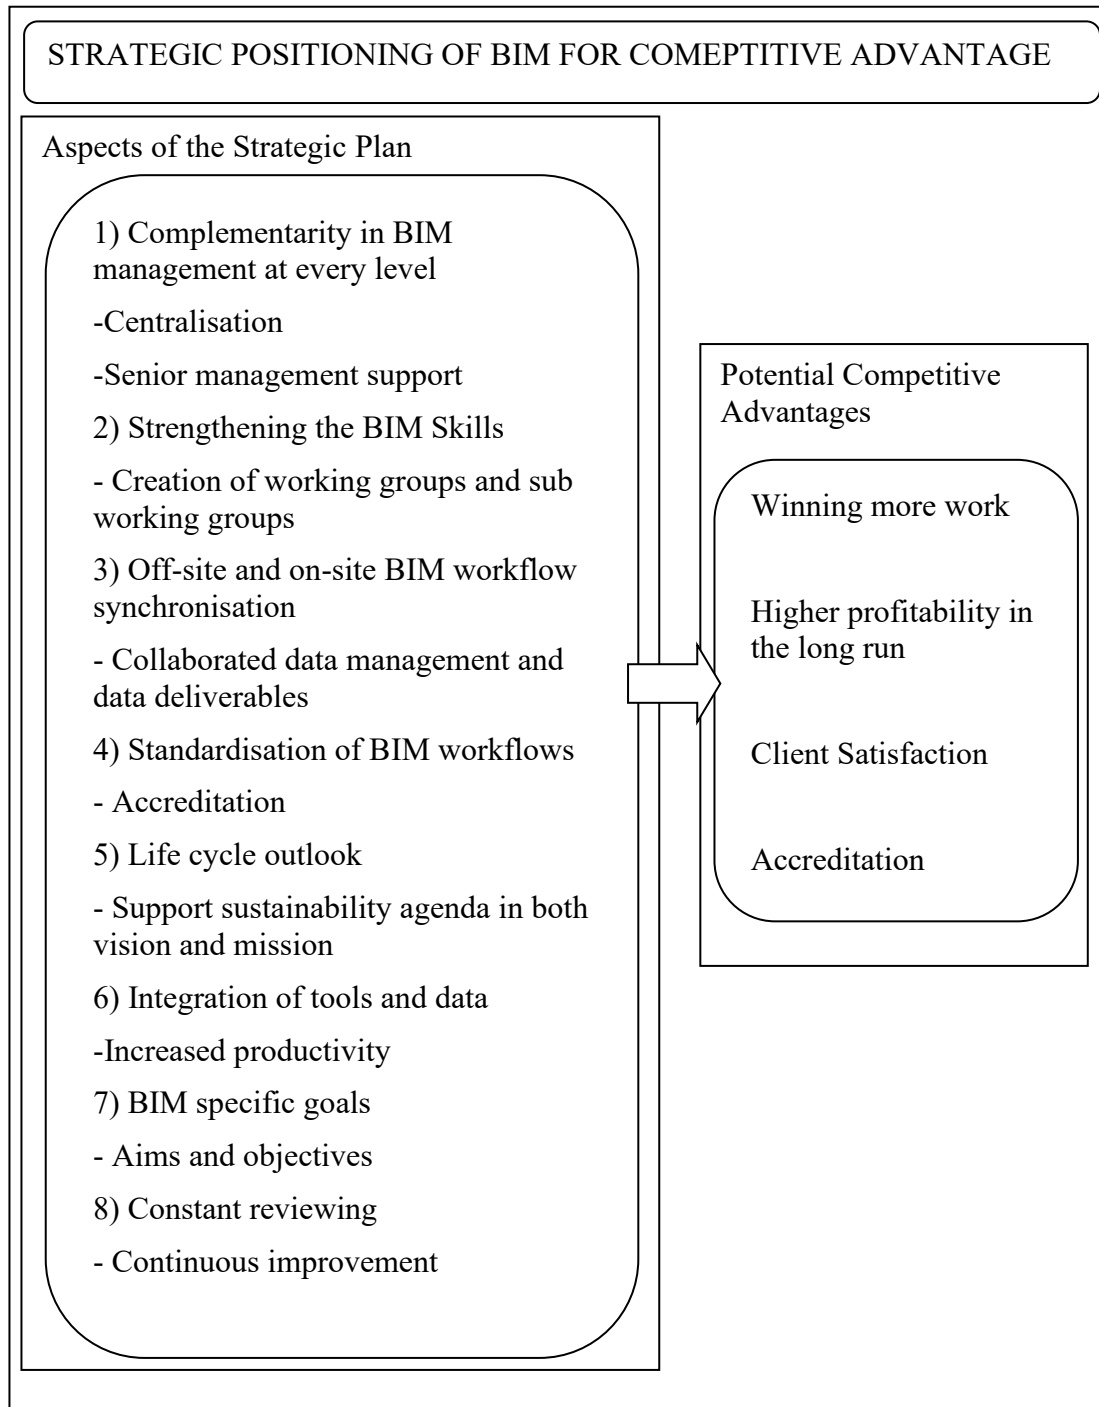 STRATEGIC POSITIONING OF BIM FOR COMEPTITIVE ADVANTAGE
Aspects of the Strategic Plan
1) Complementarity in BIM
management at every level
-Centralisation
-Senior management support
2) Strengthening the BIM Skills
- Creation of working groups and sub
working groups
3) Off-site and on-site BIM workflow
synchronisation
- Collaborated data management and
data deliverables
4) Standardisation of BIM workflows
- Accreditation
5) Life cycle outlook
- Support sustainability agenda in both
vision and mission
6) Integration of tools and data
-Increased productivity
7) BIM specific goals
- Aims and objectives
8) Constant reviewing
- Continuous improvement
Potential Competitive
Advantages
Winning more work
Higher profitability in
the long run
Client Satisfaction
Accreditation